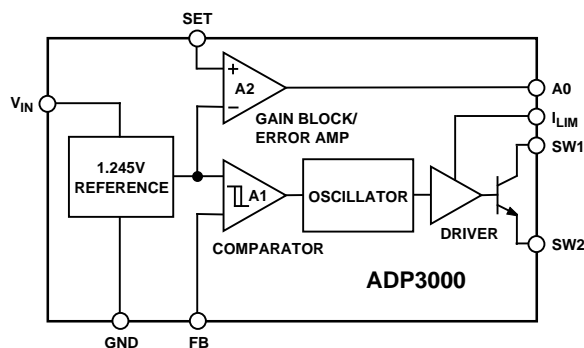 SET
V_IN
A0
I_LIM
SW1
SW2
+
A2
−
GAIN BLOCK/
ERROR AMP
1.245V
REFERENCE
A1
OSCILLATOR
COMPARATOR
DRIVER
ADP3000
GND
FB